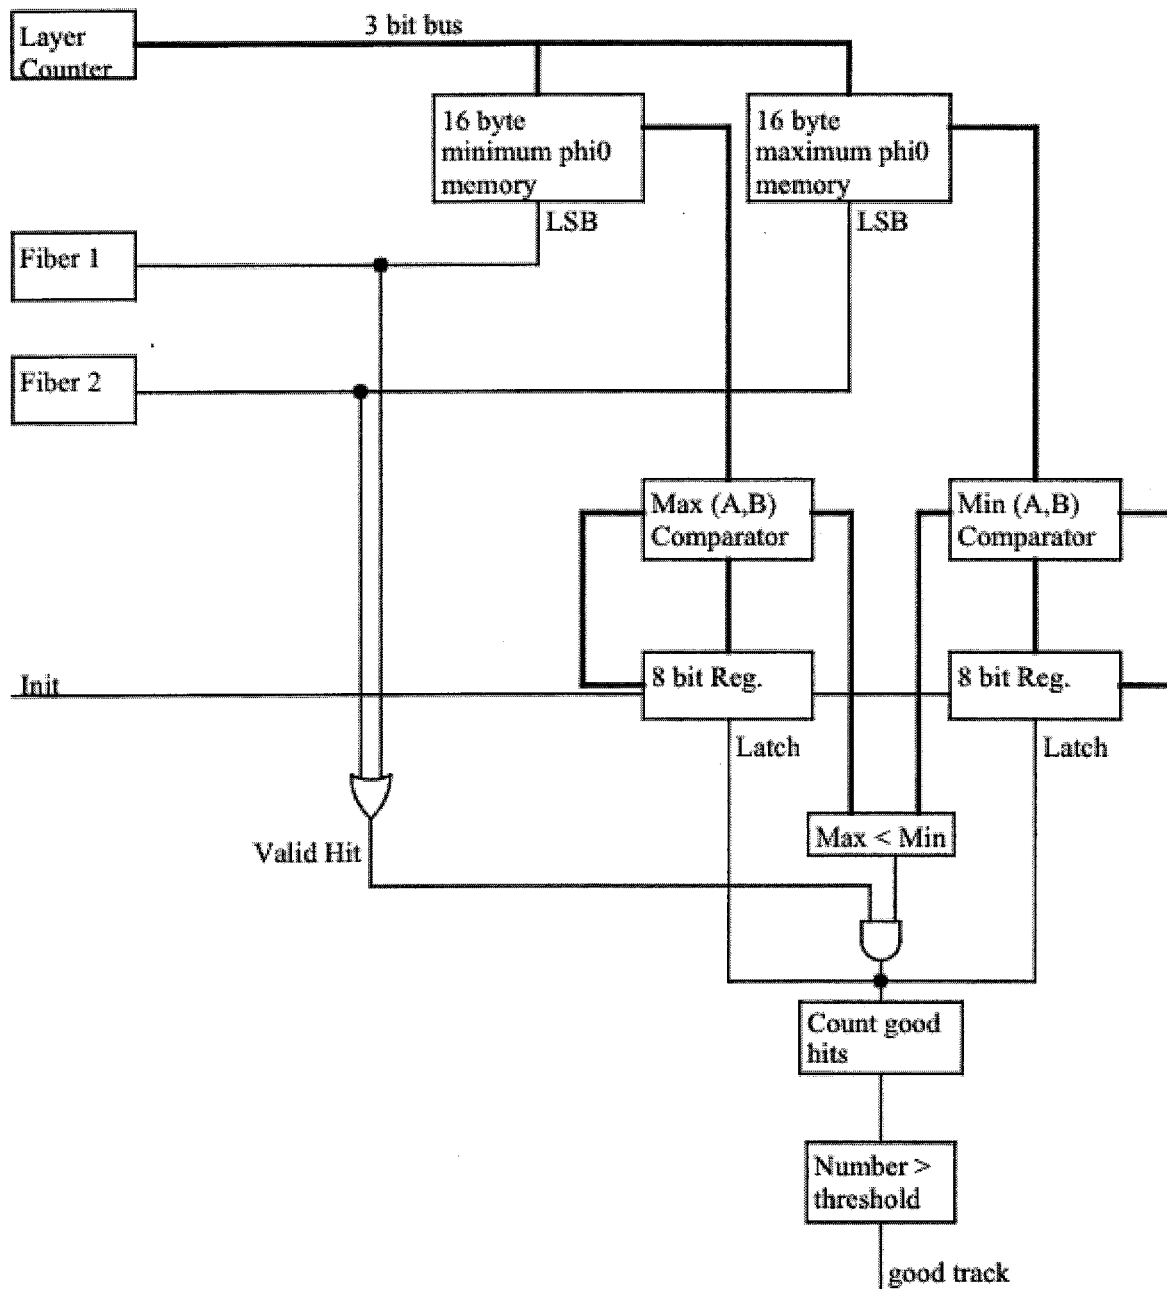 3 bit bus
Layer
Counter
16 byte
minimum phi0
memory
16 byte
maximum phi0
memory
LSB
LSB
Fiber 1
Fiber 2
Max (A,B)
Comparator
Min (A,B)
Comparator
Init
8 bit Reg.
8 bit Reg.
Latch
Latch
Max < Min
Valid Hit
Count good
hits
Number >
threshold
good track